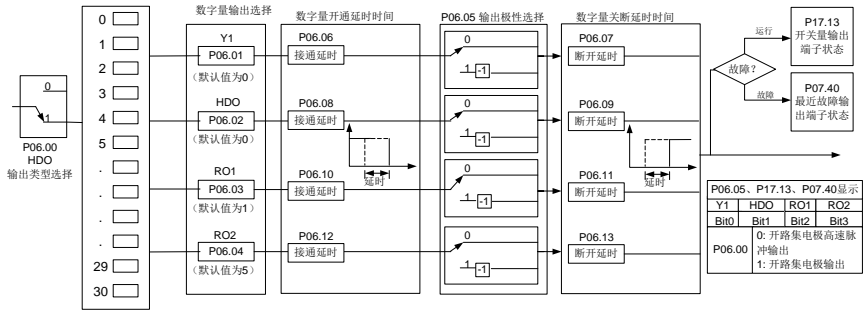 0
1
P06.00
HDO
输出类型选择
0
1
2
3
4
5
.
.
.
.
29
30
数字量输出选择
Y1
P06.01
（默认值为0）
HDO
P06.02
（默认值为0）
RO1
P06.03
（默认值为1）
RO2
P06.04
（默认值为5）
数字量开通延时时间
P06.06
接通延时
P06.08
接通延时
延时
P06.10
接通延时
P06.12
接通延时
P06.05 输出极性选择
0
1 -1
0
1 -1
0
1 -1
0
1 -1
数字量关断延时时间
P06.07
断开延时
P06.09
断开延时
延时
P06.11
断开延时
P06.13
断开延时
故障?
运行
故障
P17.13
开关量输出
端子状态
P07.40
最近故障输
出端子状态
P06.05、P17.13、P07.40显示
Y1 HDO RO1 RO2
Bit0 Bit1 Bit2 Bit3
P06.00
0: 开路集电极高速脉
冲输出
1: 开路集电极输出